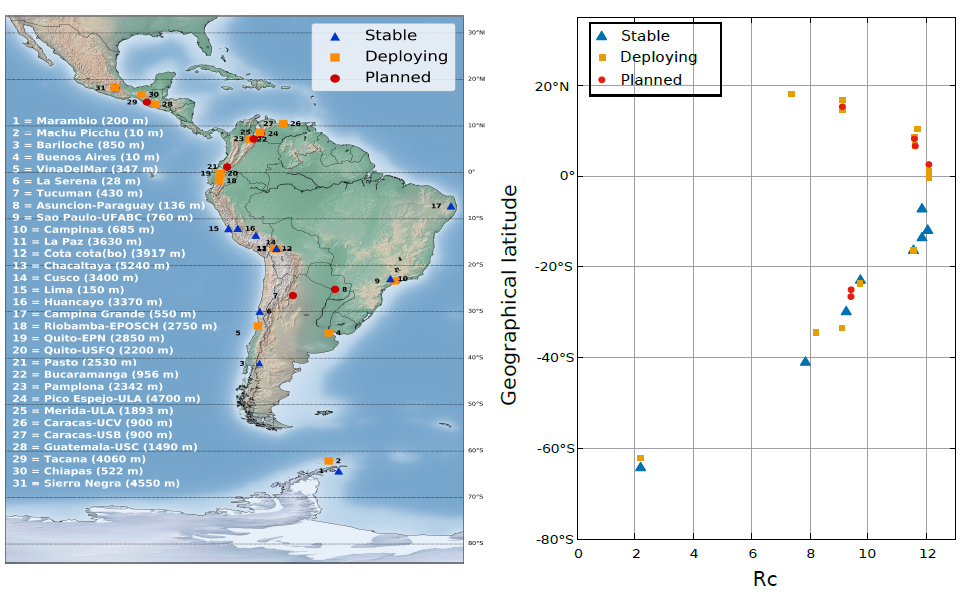 Stable
Deploying
Planned
30°N
20°N
10°N
0°
10°S
20°S
30°S
40°S
50°S
60°S
70°S
80°S
1 = Marambio (200 m)
2 = Machu Picchu (10 m)
3 = Bariloche (850 m)
4 = Buenos Aires (10 m)
5 = VinaDelMar (347 m)
6 = La Serena (28 m)
7 = Tucuman (430 m)
8 = Asuncion-Paraguay (136 m)
9 = Sao Paulo-UFABC (760 m)
10 = Campinas (685 m)
11 = La Paz (3630 m)
12 = Cota cota(bo) (3917 m)
13 = Chacaltaya (5240 m)
14 = Cusco (3400 m)
15 = Lima (150 m)
16 = Huancayo (3370 m)
17 = Campina Grande (550 m)
18 = Riobamba-EPOSCH (2750 m)
19 = Quito-EPN (2850 m)
20 = Quito-USFQ (2200 m)
21 = Pasto (2530 m)
22 = Bucaramanga (956 m)
23 = Pamplona (2342 m)
24 = Pico Espejo-ULA (4700 m)
25 = Merida-ULA (1893 m)
26 = Caracas-UCV (900 m)
27 = Caracas-USB (900 m)
28 = Guatemala-USC (1490 m)
29 = Tacana (4060 m)
30 = Chiapas (522 m)
31 = Sierra Negra (4550 m)
31
30
29
28
27
26
25
24
23
22
21
20
19
18
17
15
16
14
12
9
10
7
8
6
5
4
3
2
1
Stable
Deploying
Planned
Geographical latitude
20°N
0°
-20°S
-40°S
-60°S
-80°S
0
2
4
6
8
10
12
Rc